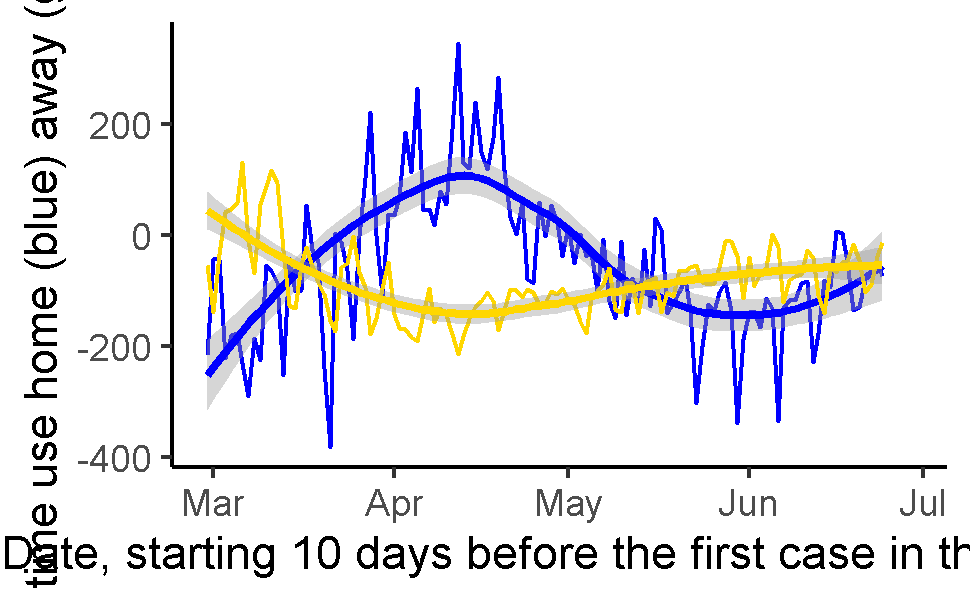 time use home (blue) away (g
200
0
-200
-400
Mar Apr May Jun Jul
Date, starting 10 days before the first case in th